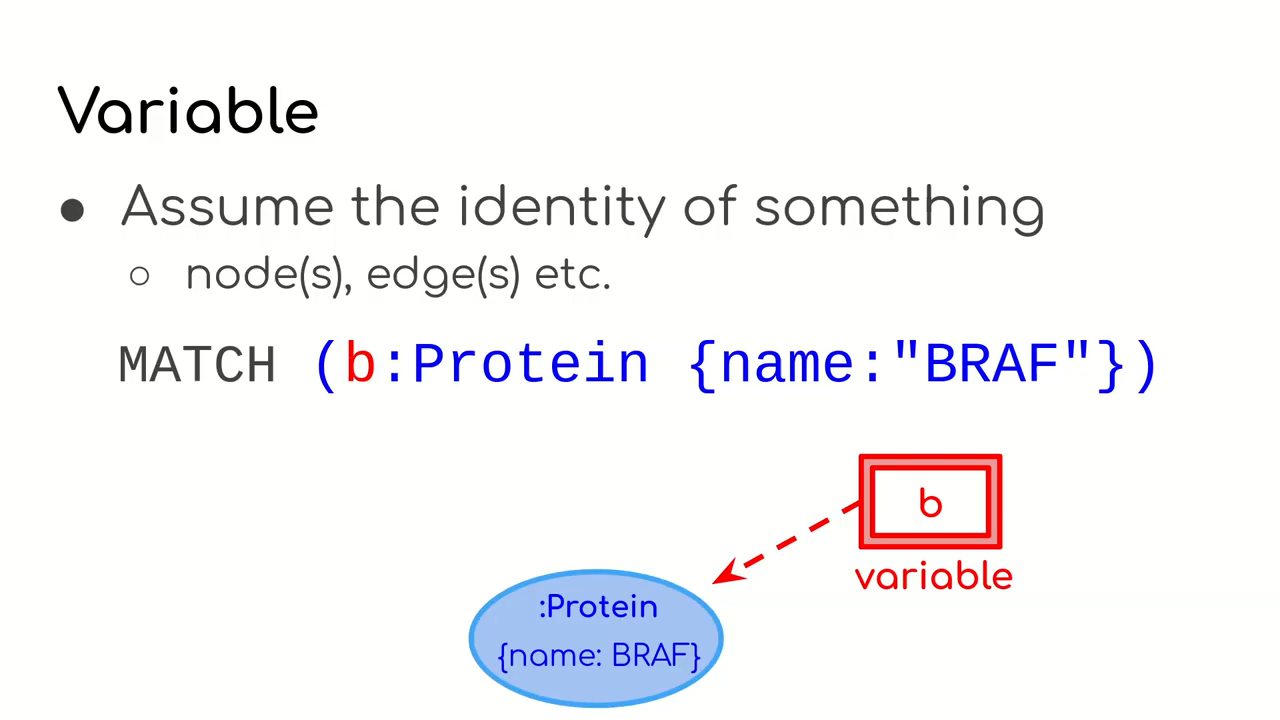 Variable
● Assume the identity of something
○ node(s), edge(s) etc.
MATCH (b:Protein {name:"BRAF"})
b
variable
:Protein
{name: BRAF}